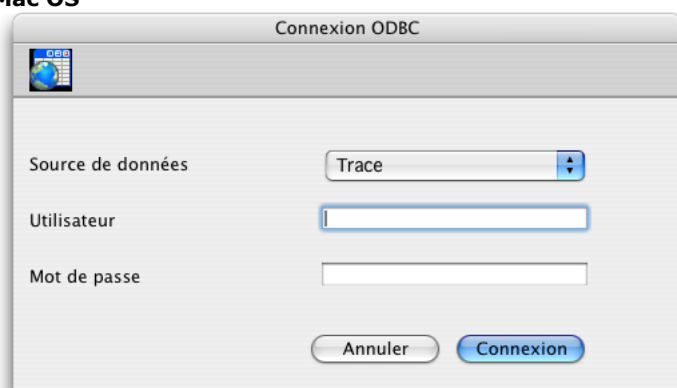 Mac OS
Connexion ODBC
Source de données
Trace
Utilisateur
Mot de passe
Annuler
Connexion